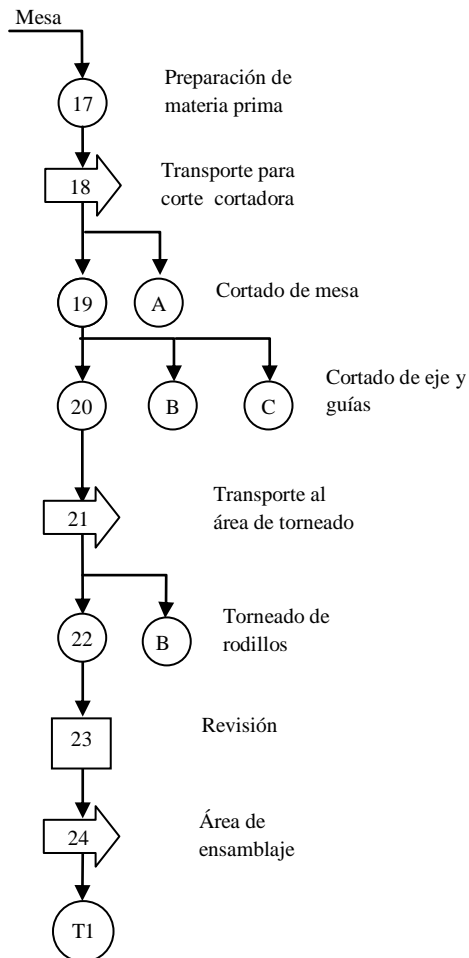 Mesa
17
Preparación de
materia prima
18
Transporte para
corte cortadora
19
A
Cortado de mesa
20
B
C
Cortado de eje y
guías
21
Transporte al
área de torneado
22
B
Torneado de
rodillos
23
Revisión
24
Área de
ensamblaje
T1